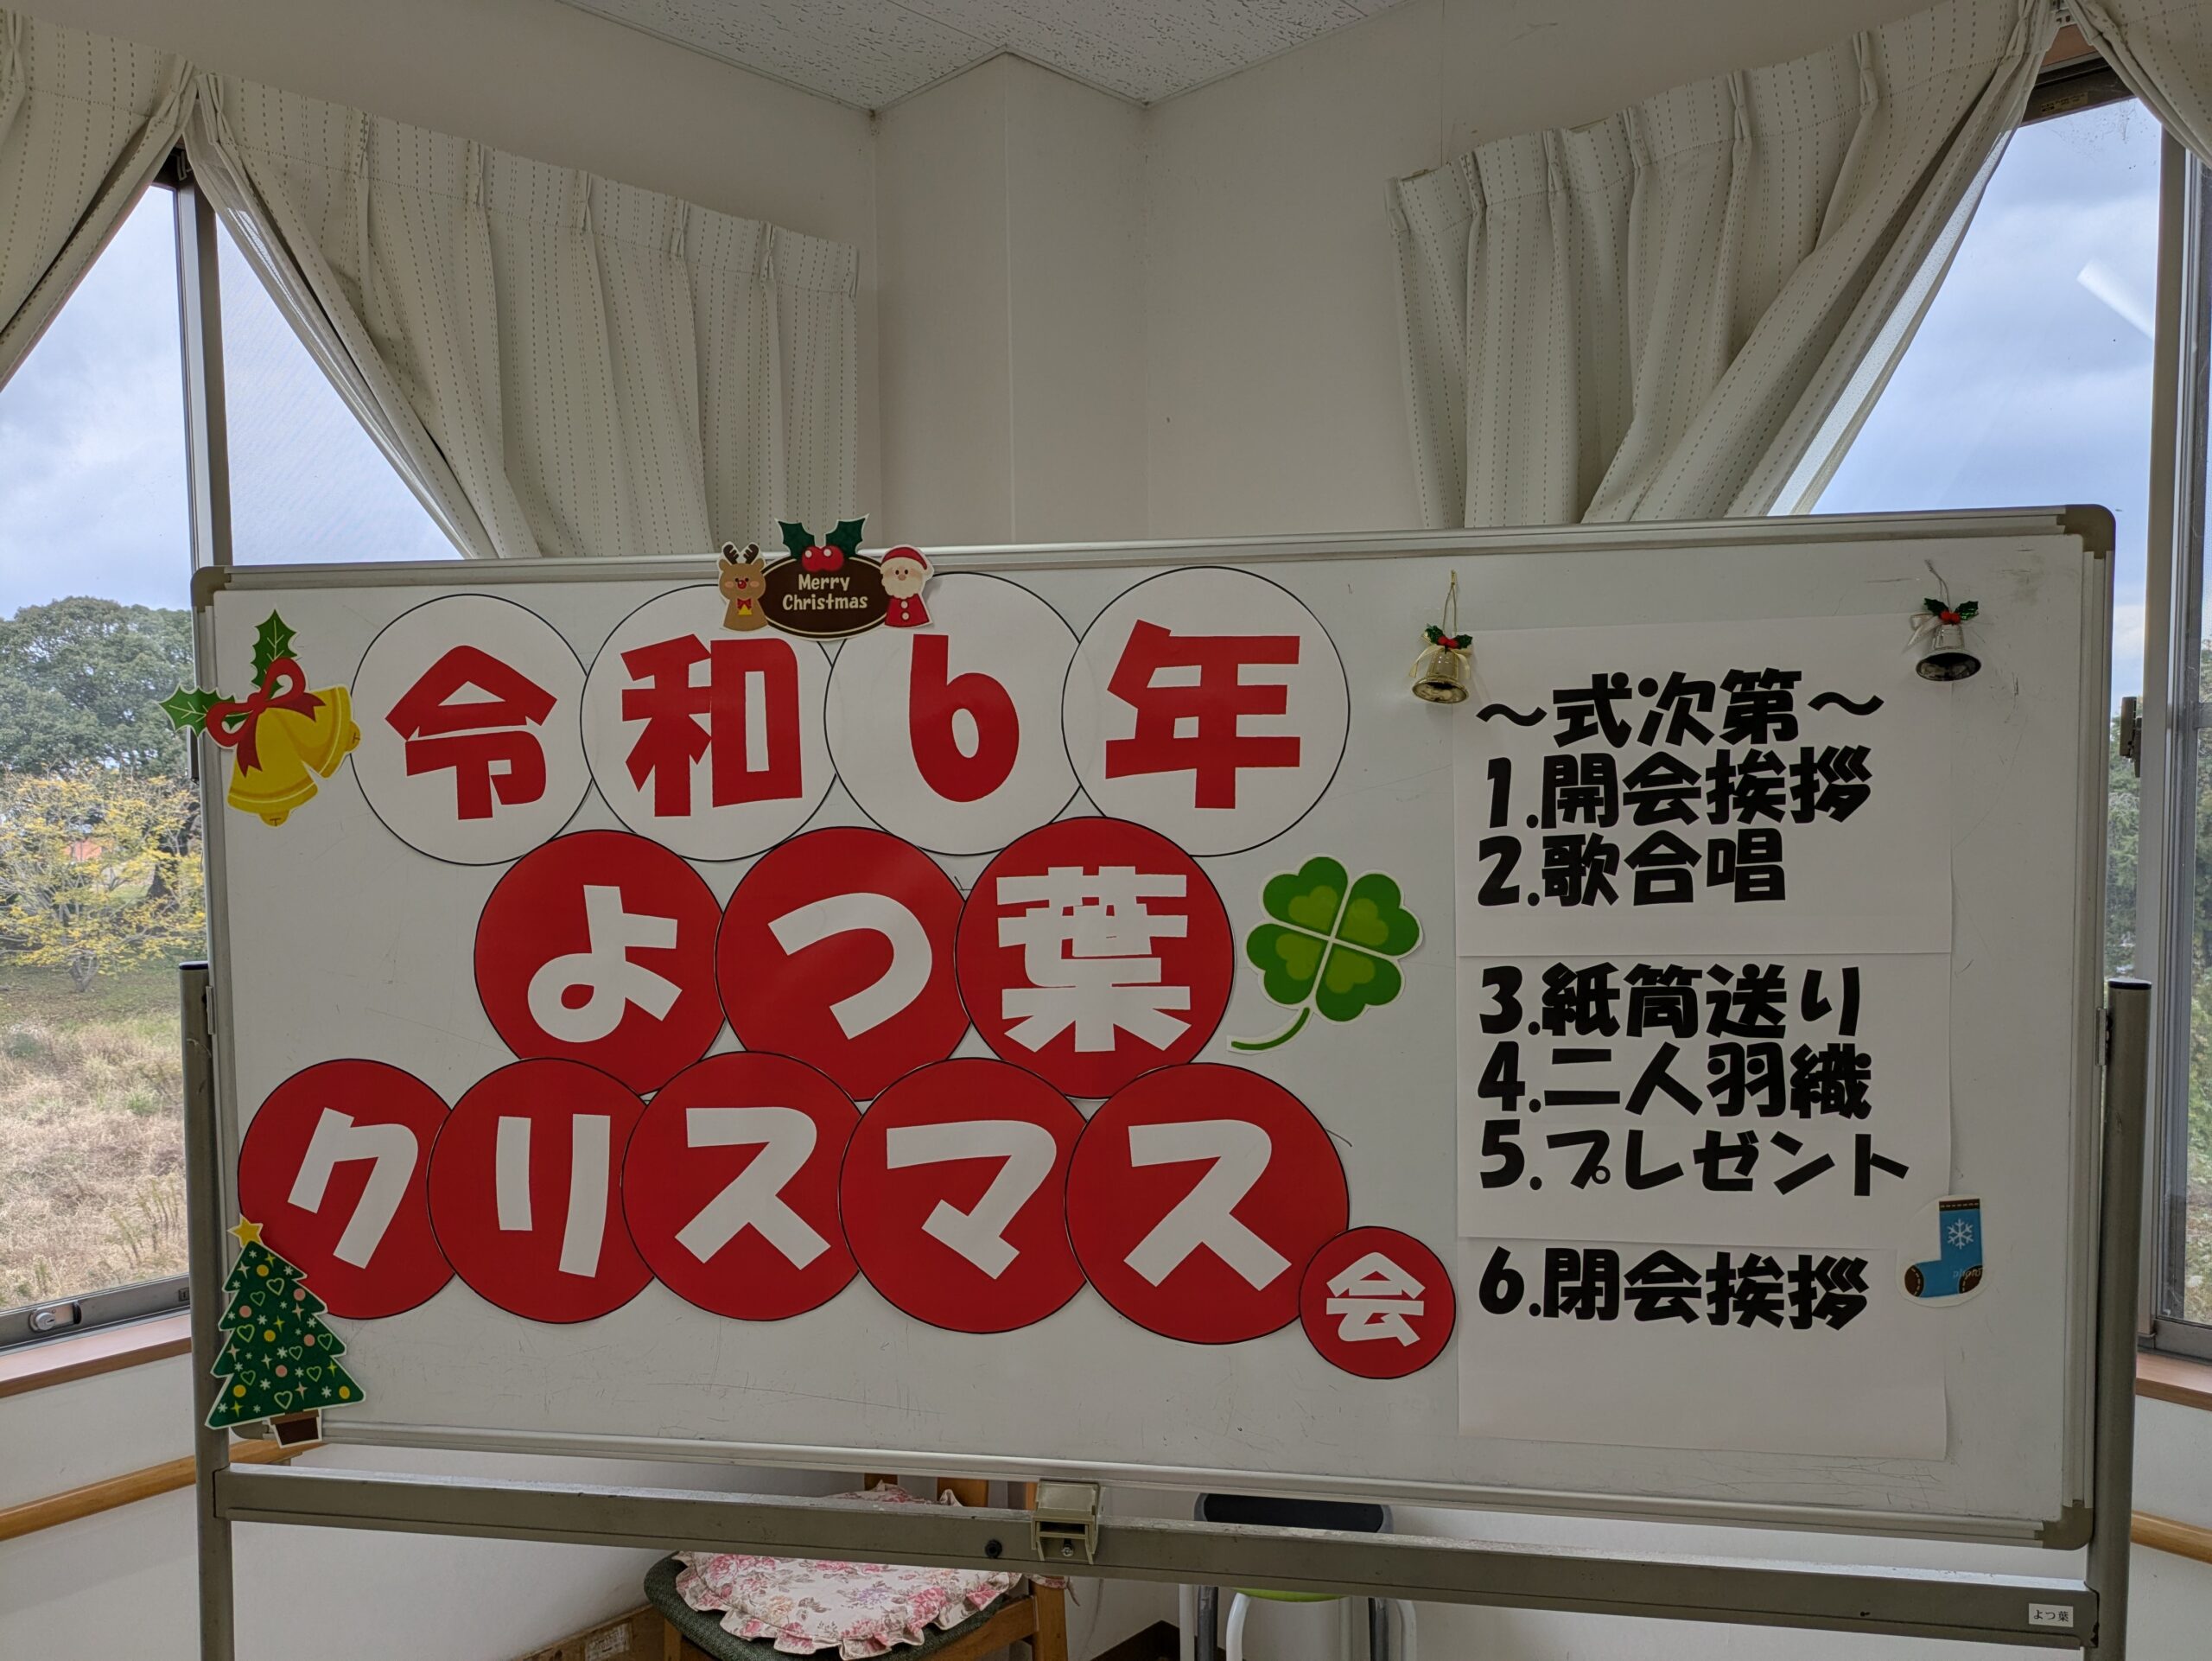 Merry
Christmas
令和6年
よつ葉
クリスマス会
～式次第～
1.開会挨拶
2.歌合唱
3.紙筒送り
4.二人羽織
5.プレゼント
6.閉会挨拶
よつ葉